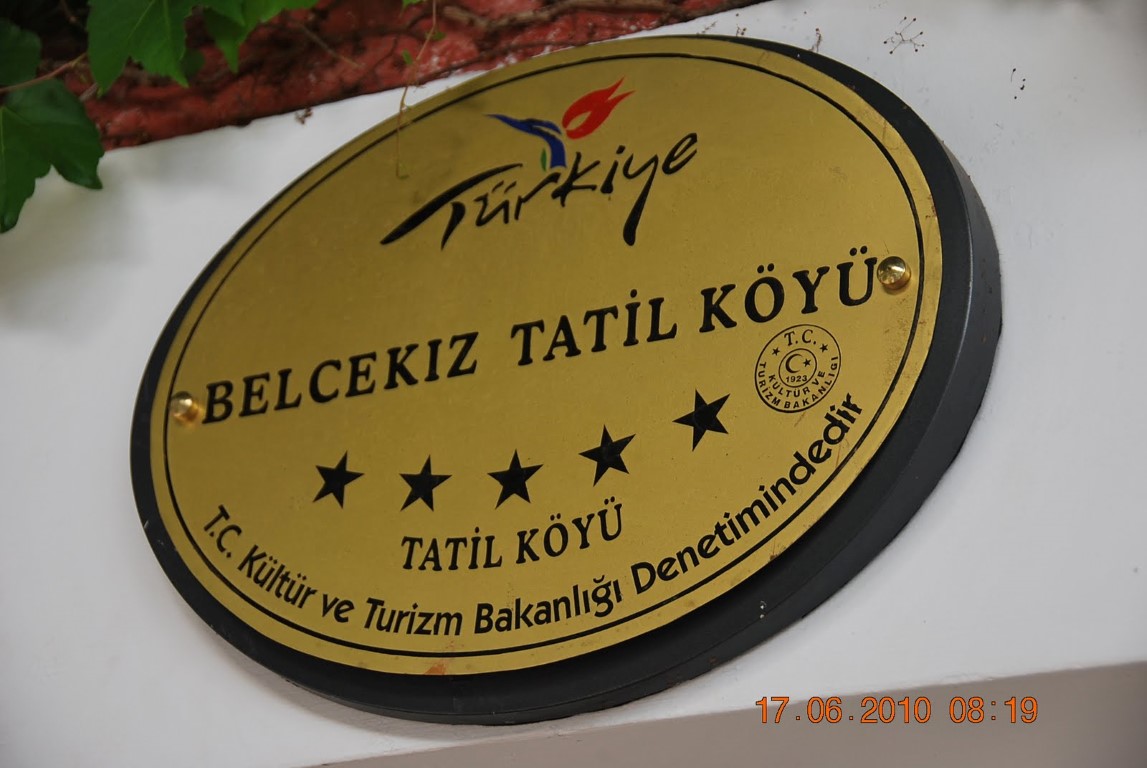 Türkiye
BELCEKIZ TATİL KÖYÜ
T.C.
1923
KÜLTÜR VE
TURİZM BAKANLIĞI
TATİL KÖYÜ
T.C. Kültür ve Turizm Bakanlığı Denetimindedir
17.06.2010 08:19